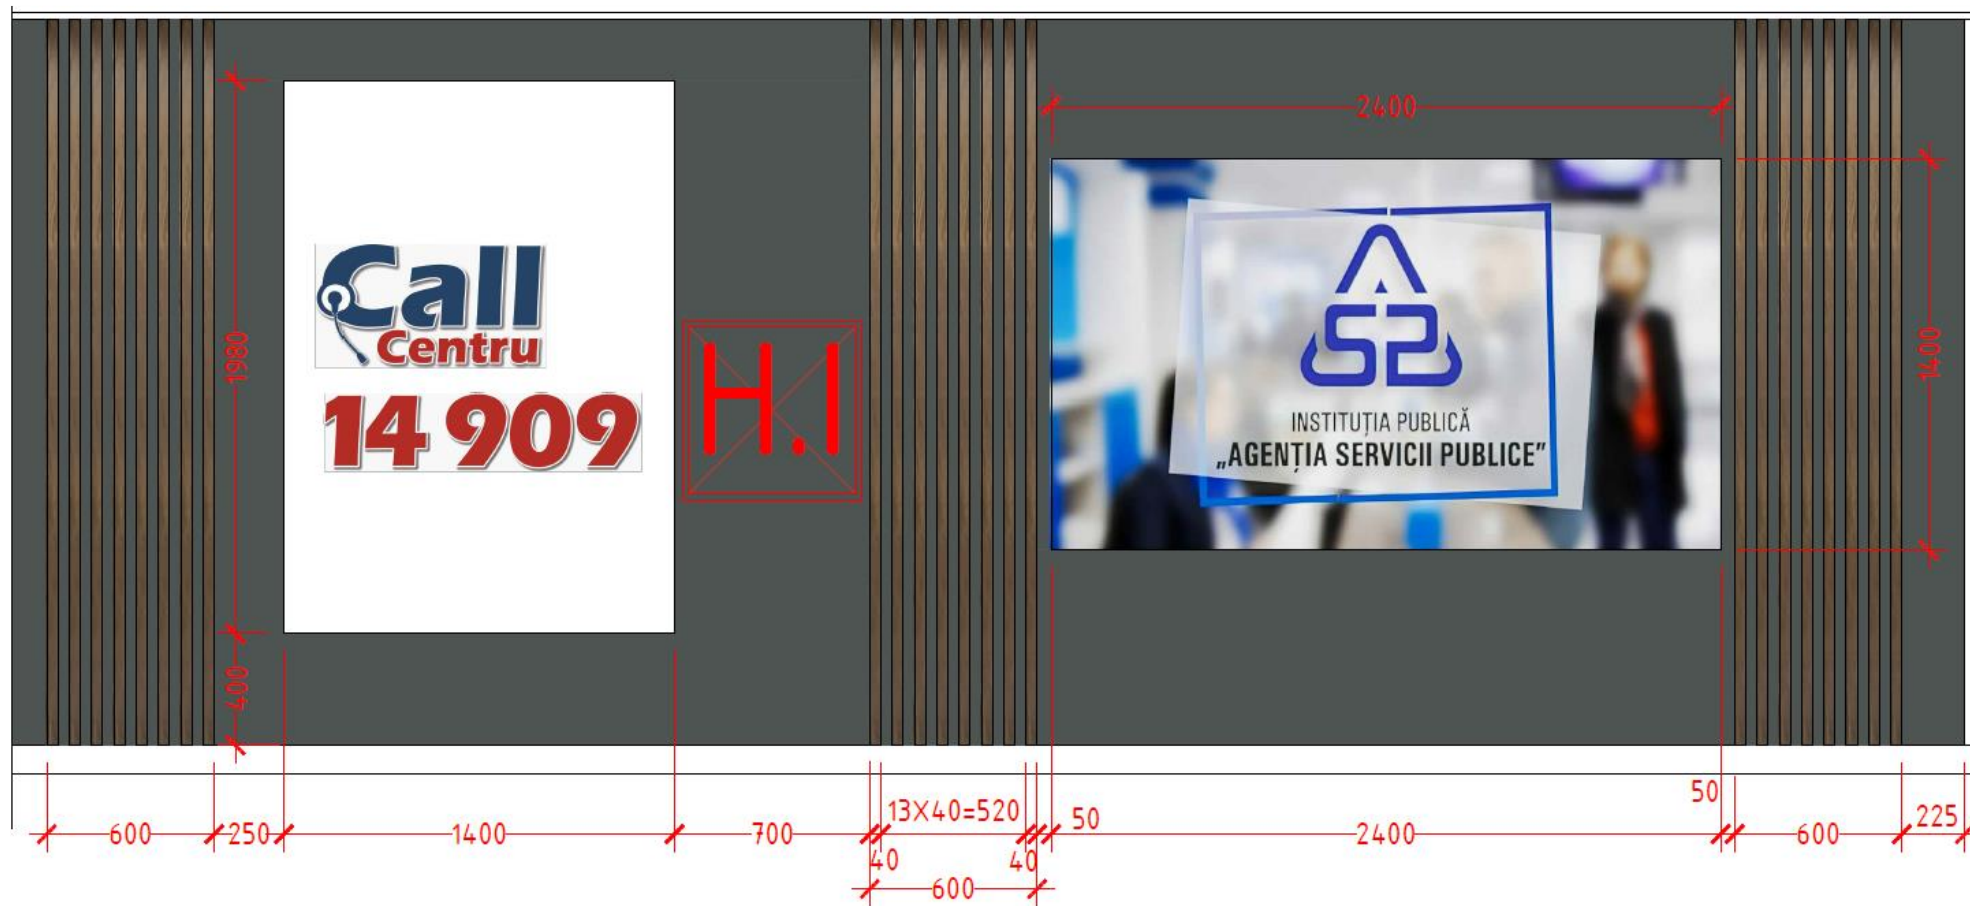 2400
1980
400
Call
Centru
14 909
H.I
INSTITUȚIA PUBLICĂ
„AGENȚIA SERVICII PUBLICE”
1400
600
250
1400
700
13X40=520
40
40
600
50
2400
50
600
225